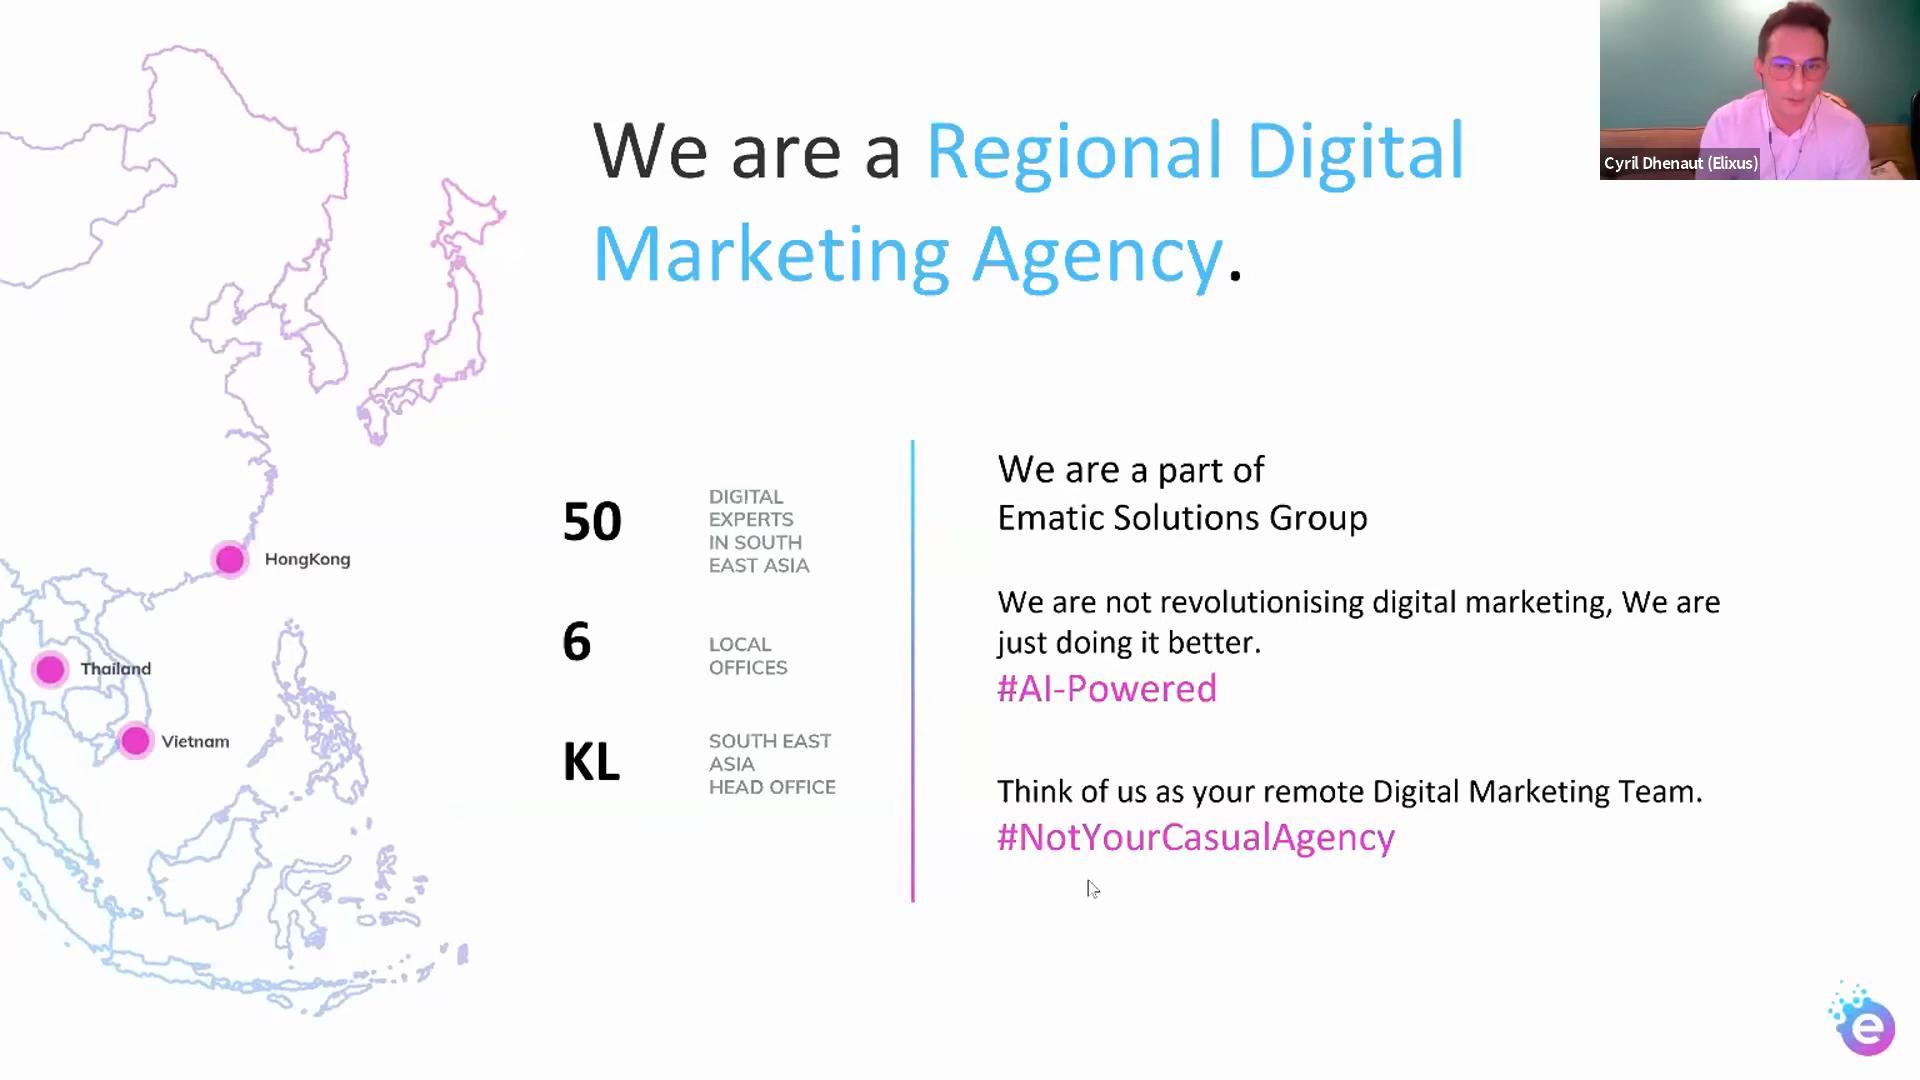 We are a Regional Digital
Marketing Agency.
Cyril Dhenaut (Elixus)
HongKong
Thailand
Vietnam
50
DIGITAL
EXPERTS
IN SOUTH
EAST ASIA
6
LOCAL
OFFICES
KL
SOUTH EAST
ASIA
HEAD OFFICE
We are a part of
Ematic Solutions Group
We are not revolutionising digital marketing, We are
just doing it better.
#AI-Powered
Think of us as your remote Digital Marketing Team.
#NotYourCasualAgency
e